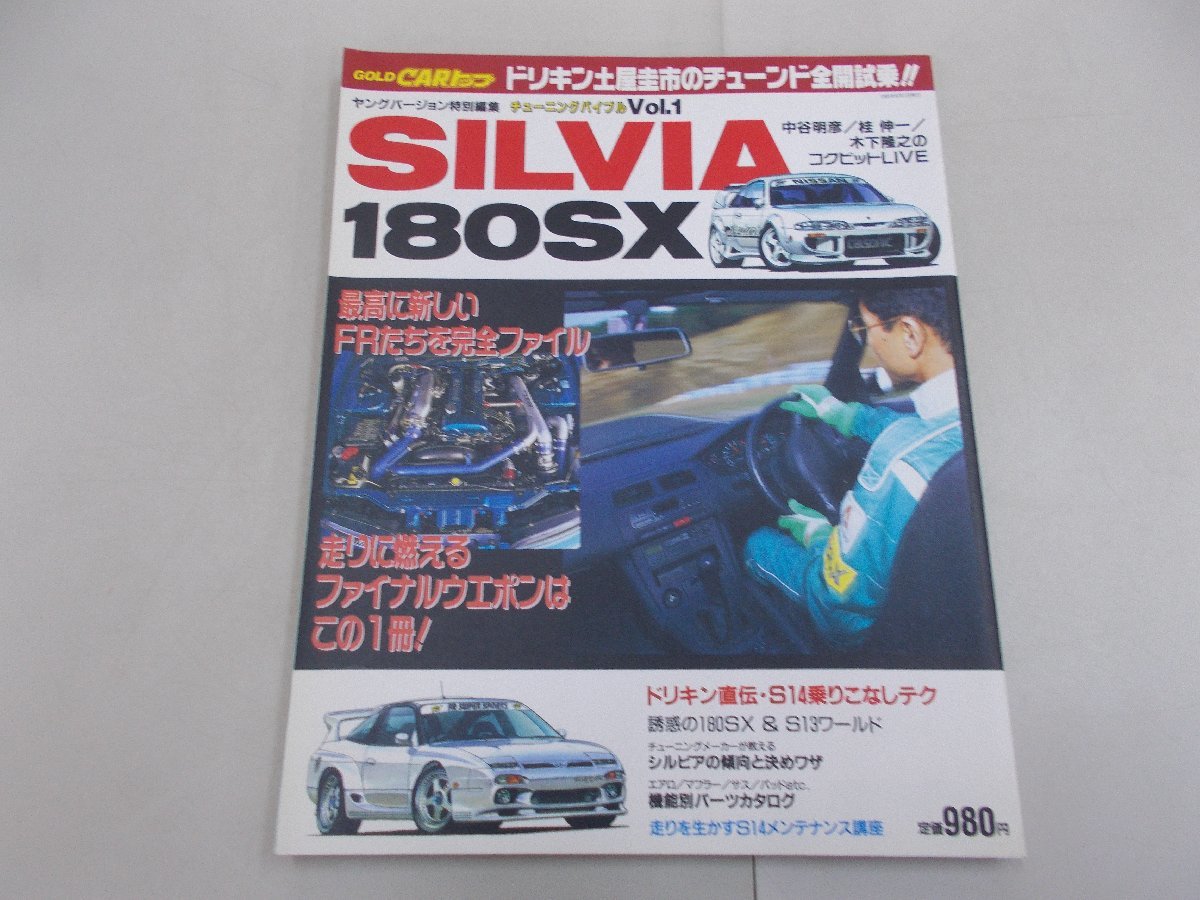 GOLD CARトップ ドリキン土屋圭市のチューンド全開試乗!!
ヤングバージョン特別編集 チューニングバイブルVol.1
SILVIA
180SX
中谷明彦/桂 伸一/
木下隆之の
コクピットLIVE
NISSAN
CALSONIC
最高に新しい
FRたちを完全ファイル
走りに燃える
ファイナルウエポンは
この1冊!
FR SUPER SPORTS
ドリキン直伝・S14乗りこなしテク
誘惑の180SX & S13ワールド
チューニングメーカーが教える
シルビアの傾向と決めワザ
エアロ/マフラー/サス/パッドetc.
機能別パーツカタログ
走りを生かすS14メンテナンス講座
定価980円